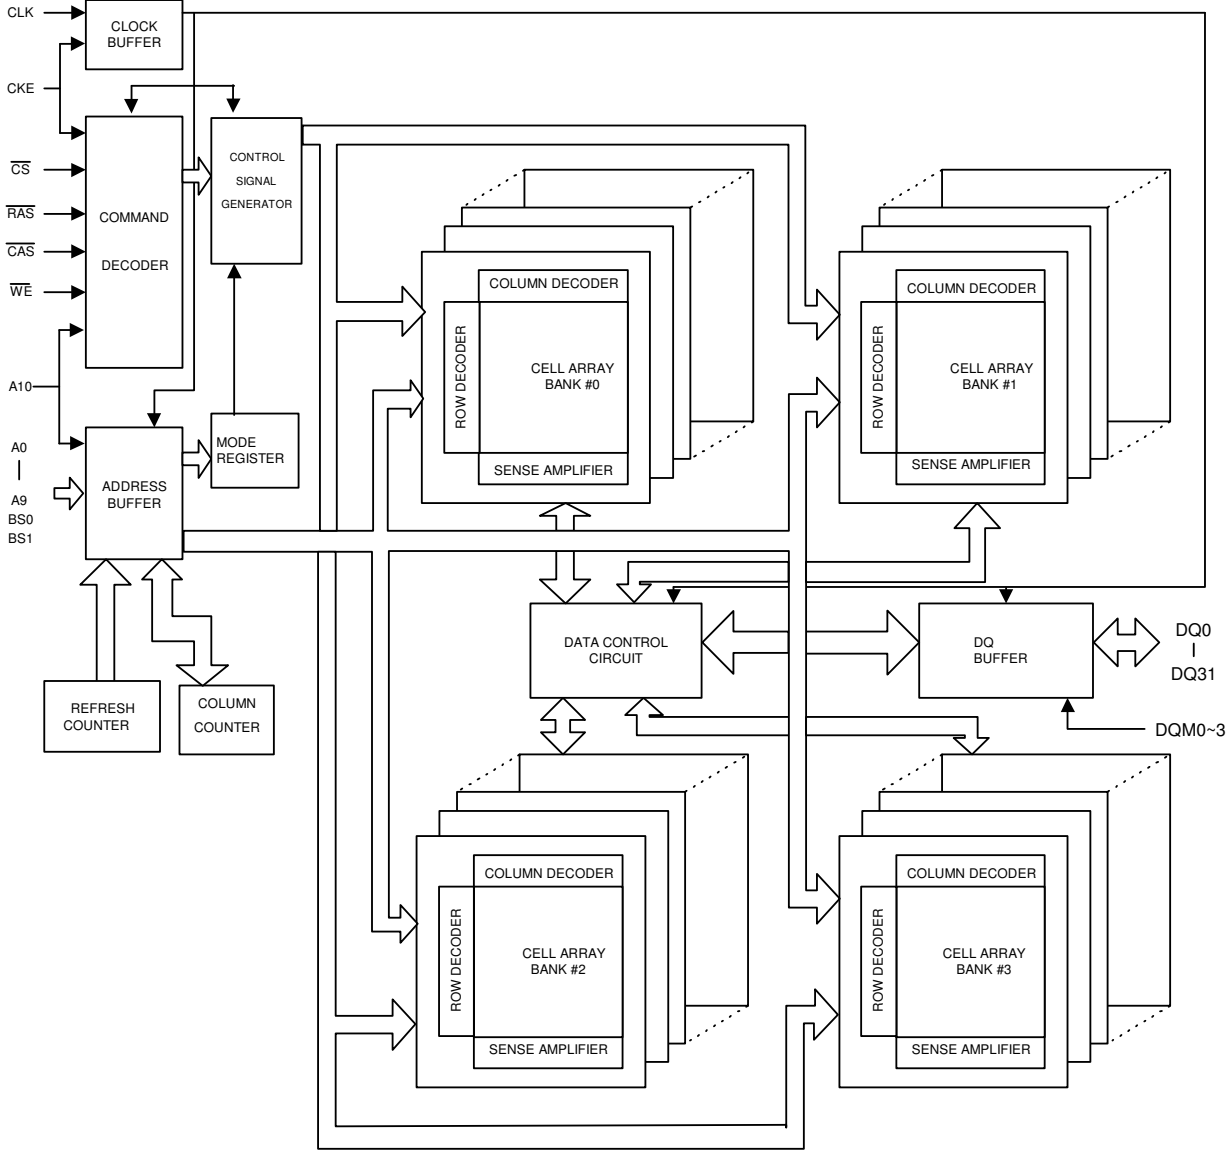 CLK
CLOCK
BUFFER
CKE
CS
RAS
CAS
WE
A10
COMMAND
DECODER
CONTROL
SIGNAL
GENERATOR
A0
A9
BS0
BS1
ADDRESS
BUFFER
MODE
REGISTER
REFRESH
COUNTER
COLUMN
COUNTER
COLUMN DECODER
ROW DECODER
CELL ARRAY
BANK #0
SENSE AMPLIFIER
COLUMN DECODER
ROW DECODER
CELL ARRAY
BANK #1
SENSE AMPLIFIER
DATA CONTROL
CIRCUIT
DQ
BUFFER
DQ0
DQ31
DQM0~3
COLUMN DECODER
ROW DECODER
CELL ARRAY
BANK #2
SENSE AMPLIFIER
COLUMN DECODER
ROW DECODER
CELL ARRAY
BANK #3
SENSE AMPLIFIER